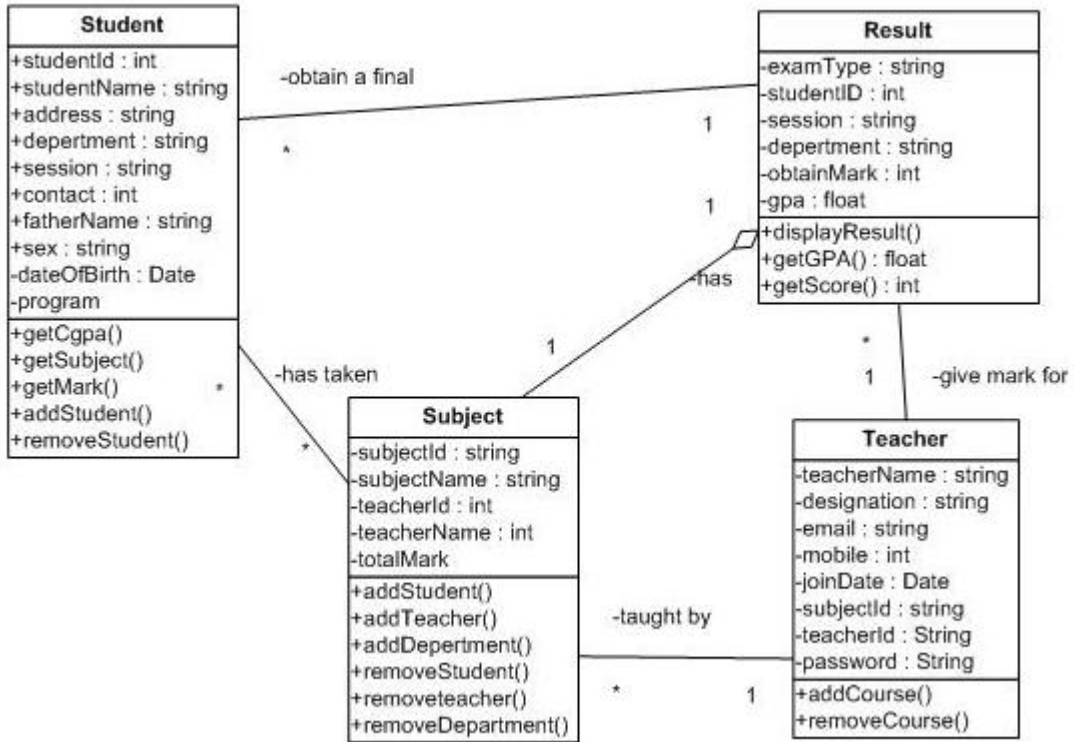 Student
+studentId : int
+studentName : string
+address : string
+depertment : string
+session : string
+contact : int
+fatherName : string
+sex : string
-dateOfBirth : Date
-program
+getCgpa()
+getSubject()
+getMark()
+addStudent()
+removeStudent()
-obtain a final
*
1
Result
-examType : string
-studentID : int
-session : string
-depertment : string
-obtainMark : int
-gpa : float
+displayResult()
+getGPA() : float
+getScore() : int
1
-has
1
*
-has taken
*
*
1
-give mark for
Subject
-subjectId : string
-subjectName : string
-teacherId : int
-teacherName : int
-totalMark
+addStudent()
+addTeacher()
+addDepertment()
+removeStudent()
+removeteacher()
+removeDepartment()
-taught by
*
1
Teacher
-teacherName : string
-designation : string
-email : string
-mobile : int
-joinDate : Date
-subjectId : string
-teacherId : String
-password : String
+addCourse()
+removeCourse()